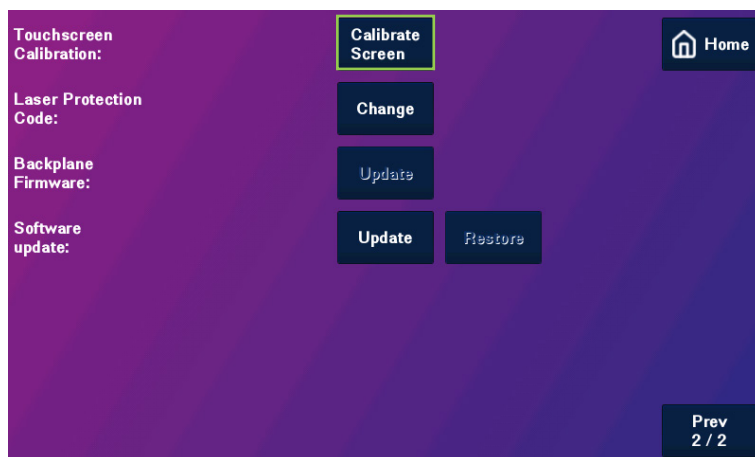 Touchscreen
Calibration:
Calibrate
Screen
Home
Laser Protection
Code:
Change
Backplane
Firmware:
Update
Software
update:
Update
Restore
Prev
2 / 2